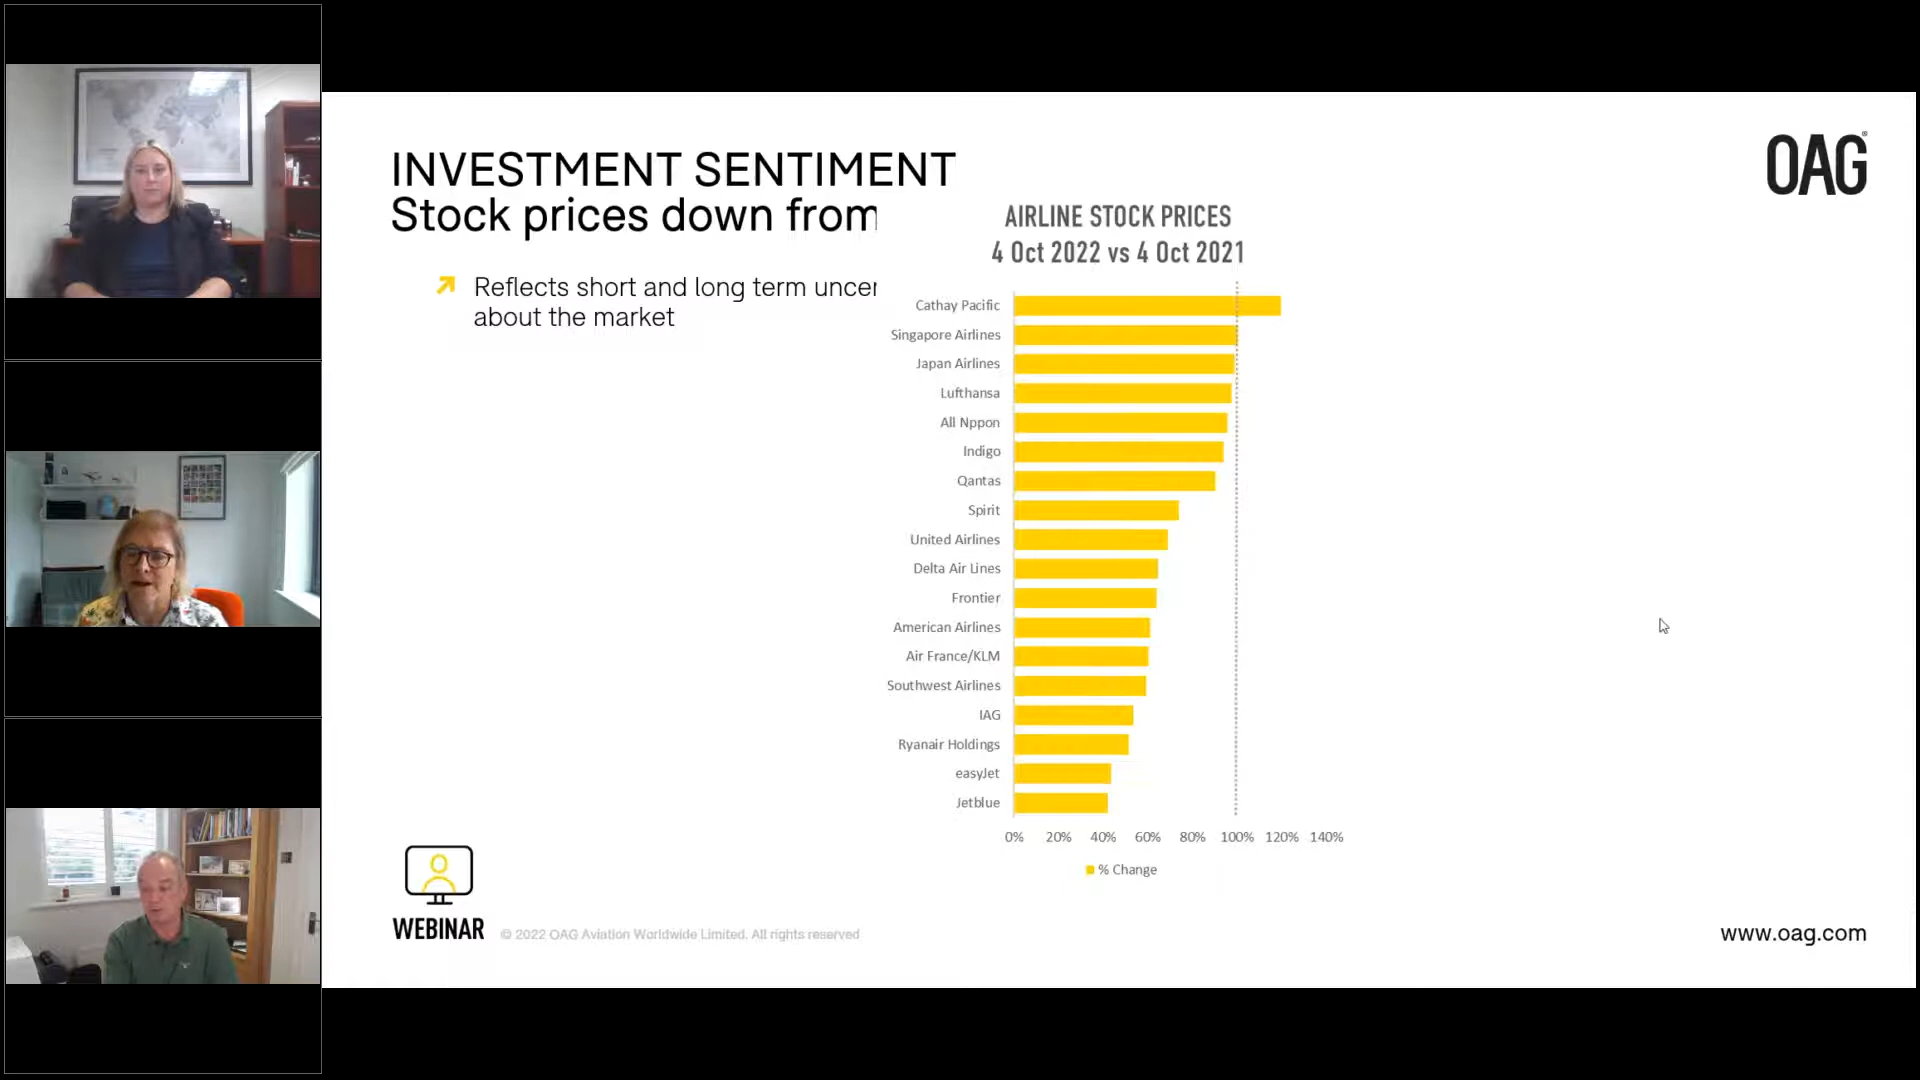 OAG
INVESTMENT SENTIMENT
Stock prices down from
Reflects short and long term uncer
about the market
AIRLINE STOCK PRICES
4 Oct 2022 vs 4 Oct 2021
Cathay Pacific
Singapore Airlines
Japan Airlines
Lufthansa
All Nppon
Indigo
Qantas
Spirit
United Airlines
Delta Air Lines
Frontier
American Airlines
Air France/KLM
Southwest Airlines
IAG
Ryanair Holdings
easyJet
Jetblue
0% 20% 40% 60% 80% 100% 120% 140%
% Change
WEBINAR
© 2022 OAG Aviation Worldwide Limited. All rights reserved
www.oag.com